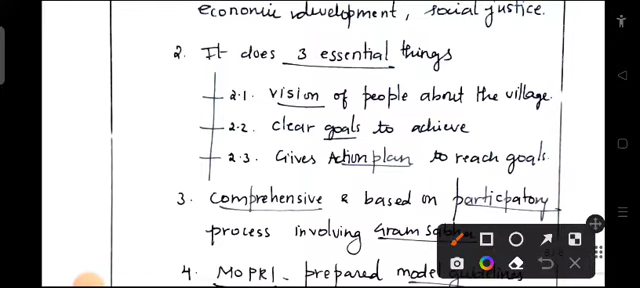 economic development, social justice.
2. It does 3 essential things
2.1. vision of people about the village.
2.2. clear goals to achieve
2.3. Gives Action plan to reach goals.
3. comprehensive & based on participatory
process involving Gram Sabha
4. MOPRI - prepared model guidelines